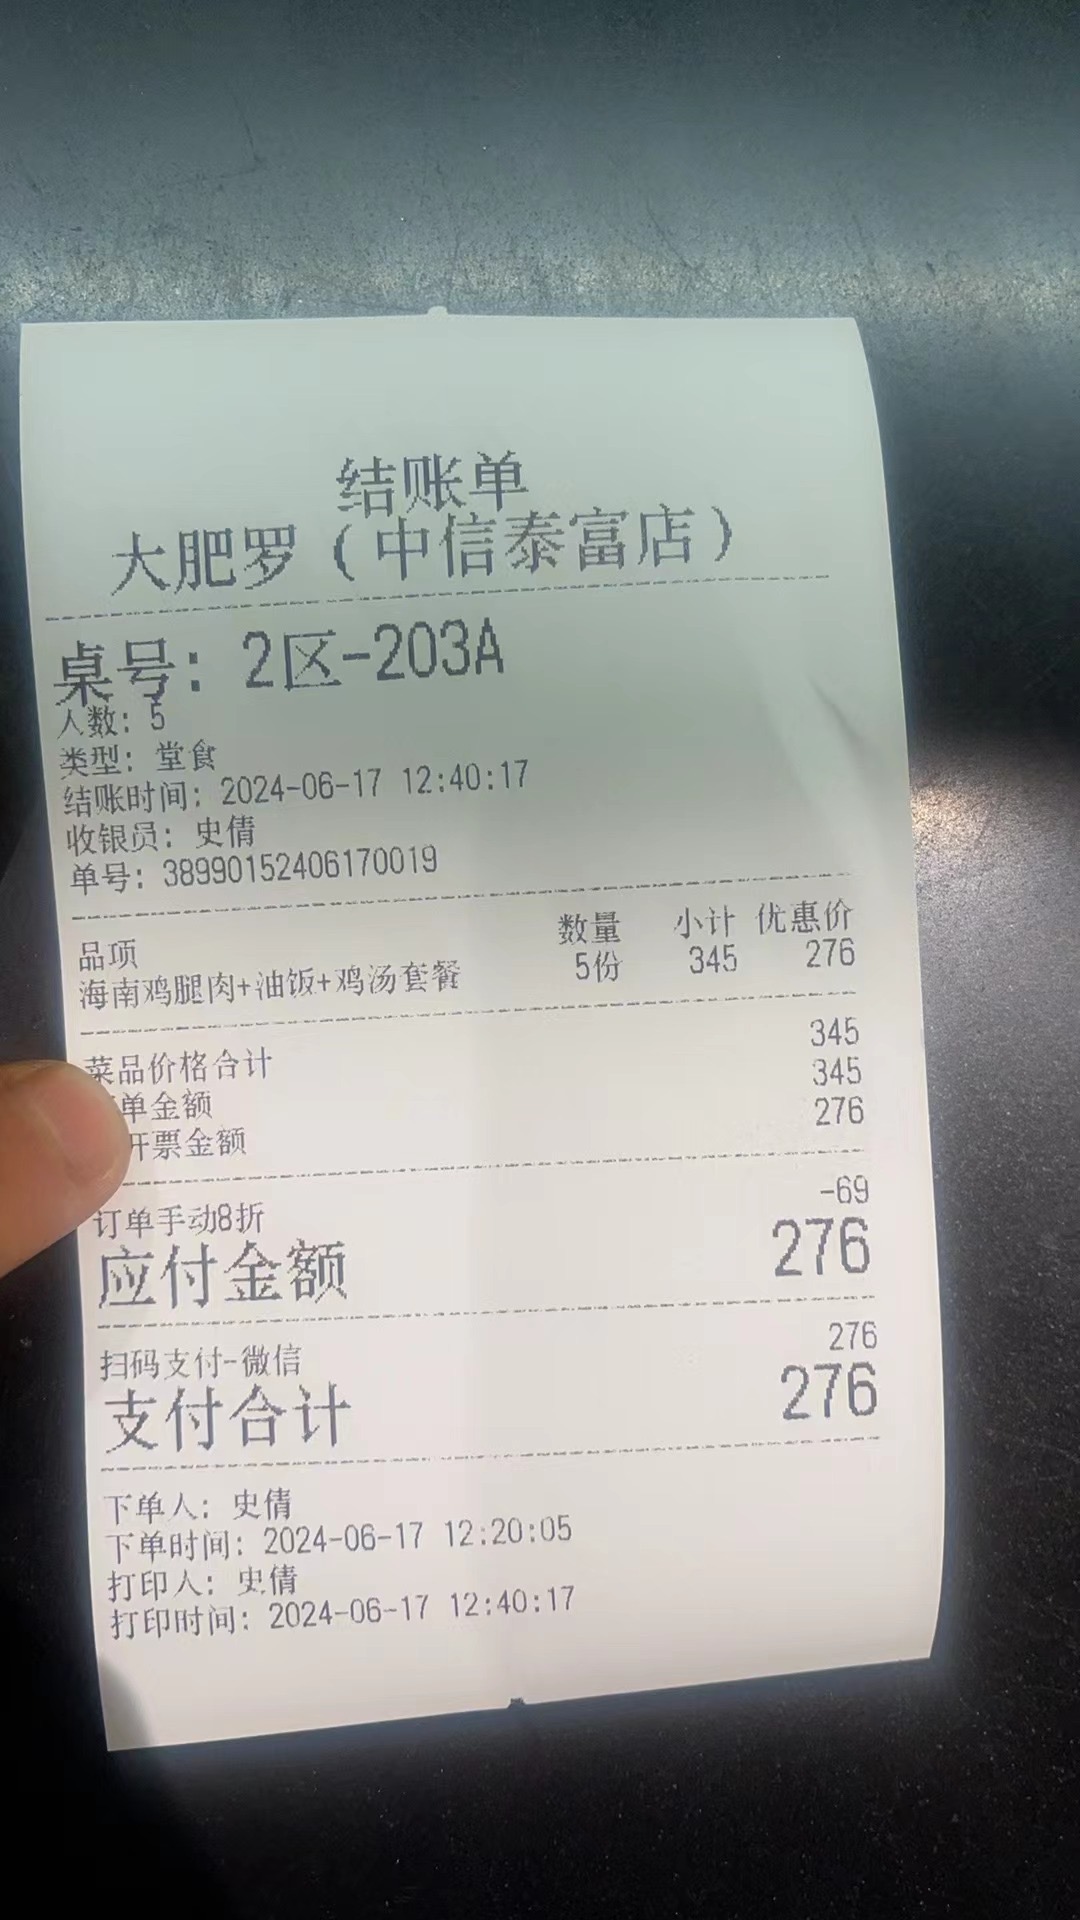 结账单
大肥罗（中信泰富店）
桌号：2区-203A
人数：5
类型：堂食
结账时间：2024-06-17 12:40:17
收银员：史倩
单号：38990152406170019
品项 数量 小计 优惠价
海南鸡腿肉+油饭+鸡汤套餐 5份 345 276
菜品价格合计 345
单金额 345
开票金额 276
订单手动8折 -69
应付金额 276
扫码支付-微信 276
支付合计 276
下单人：史倩
下单时间：2024-06-17 12:20:05
打印人：史倩
打印时间：2024-06-17 12:40:17